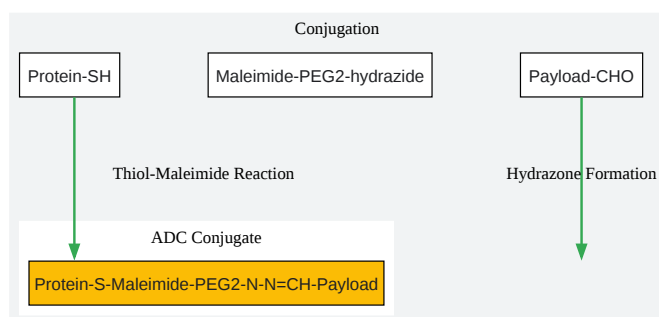 Conjugation
Protein-SH
Maleimide-PEG2-hydrazide
Payload-CHO
Thiol-Maleimide Reaction
Hydrazone Formation
ADC Conjugate
Protein-S-Maleimide-PEG2-N-N=CH-Payload